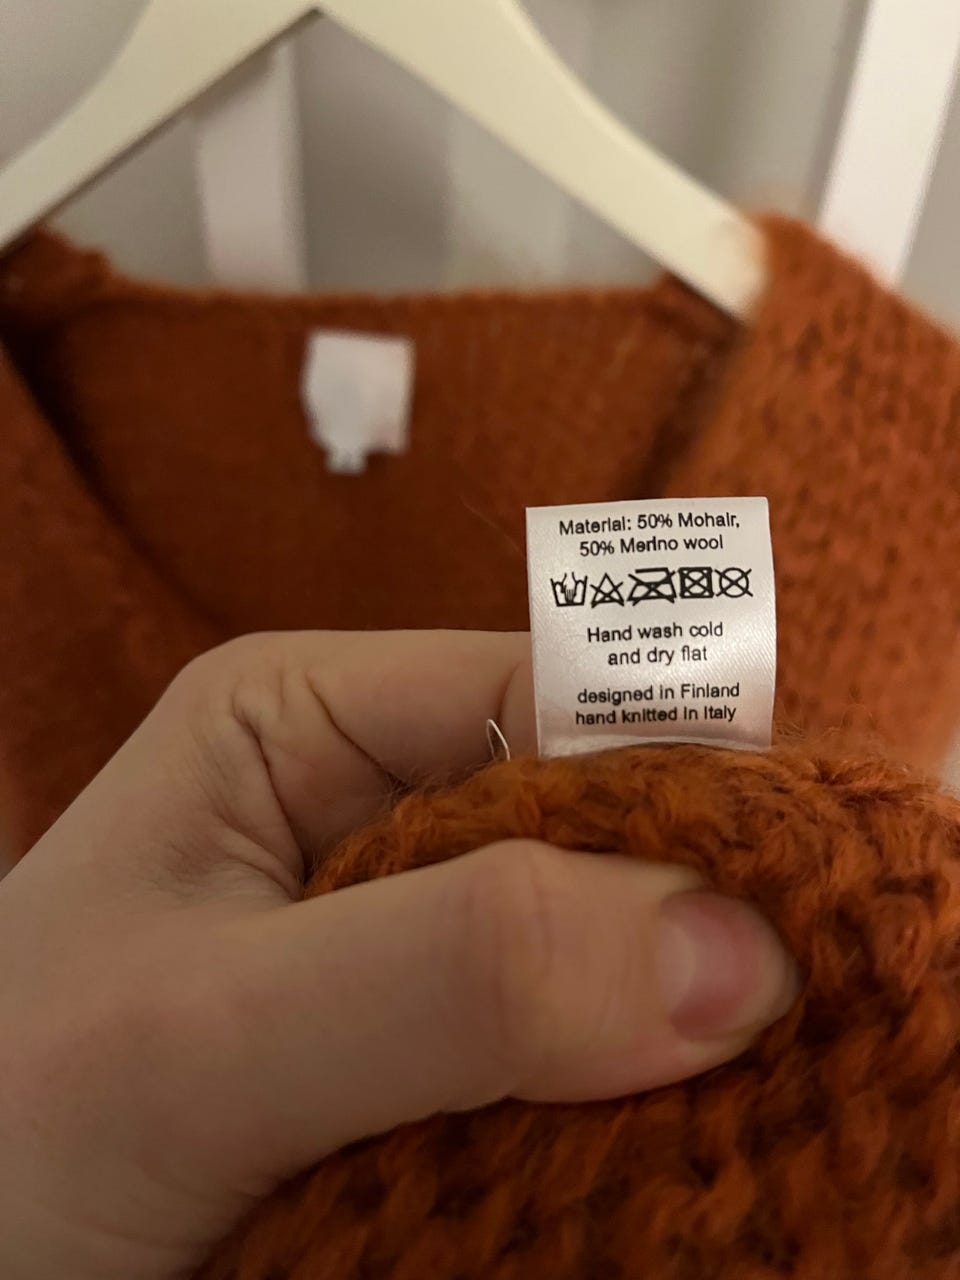 Material: 50% Mohair,
50% Merino wool
Hand wash cold
and dry flat
designed in Finland
hand knitted in Italy